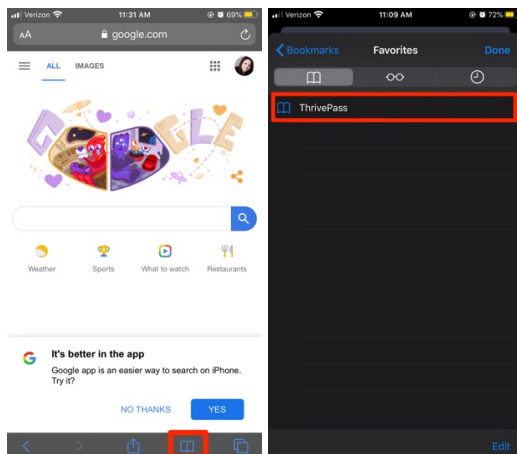 Verizon 11:31 AM 69%
AA google.com
ALL IMAGES
GOOGLE
Weather Sports What to watch Restaurants
It's better in the app
Google app is an easier way to search on iPhone.
Try it?
NO THANKS YES
Verizon 11:09 AM 72%
Bookmarks Favorites Done
ThrivePass
Edit